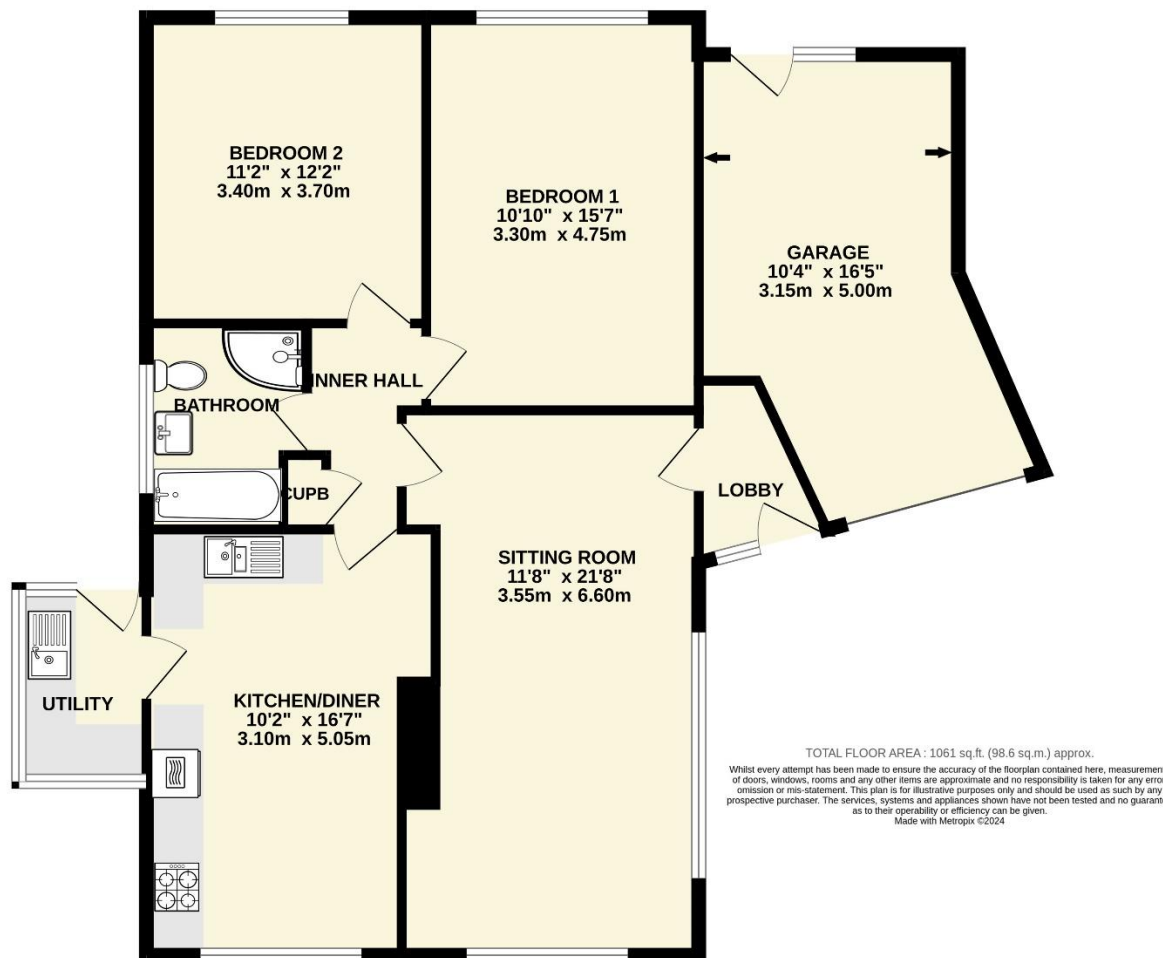 BEDROOM 2
11'2" x 12'2"
3.40m x 3.70m
BEDROOM 1
10'10" x 15'7"
3.30m x 4.75m
GARAGE
10'4" x 16'5"
3.15m x 5.00m
INNER HALL
BATHROOM
CUPB
LOBBY
SITTING ROOM
11'8" x 21'8"
3.55m x 6.60m
UTILITY
KITCHEN/DINER
10'2" x 16'7"
3.10m x 5.05m
TOTAL FLOOR AREA : 1061 sq.ft. (98.6 sq.m.) approx.
Whilst every attempt has been made to ensure the accuracy of the floorplan contained here, measuremen
of doors, windows, rooms and any other items are approximate and no responsibility is taken for any erro
omission or mis-statement. This plan is for illustrative purposes only and should be used as such by any
prospective purchaser. The services, systems and appliances shown have not been tested and no guarant
as to their operability or efficiency can be given.
Made with Metropix ©2024